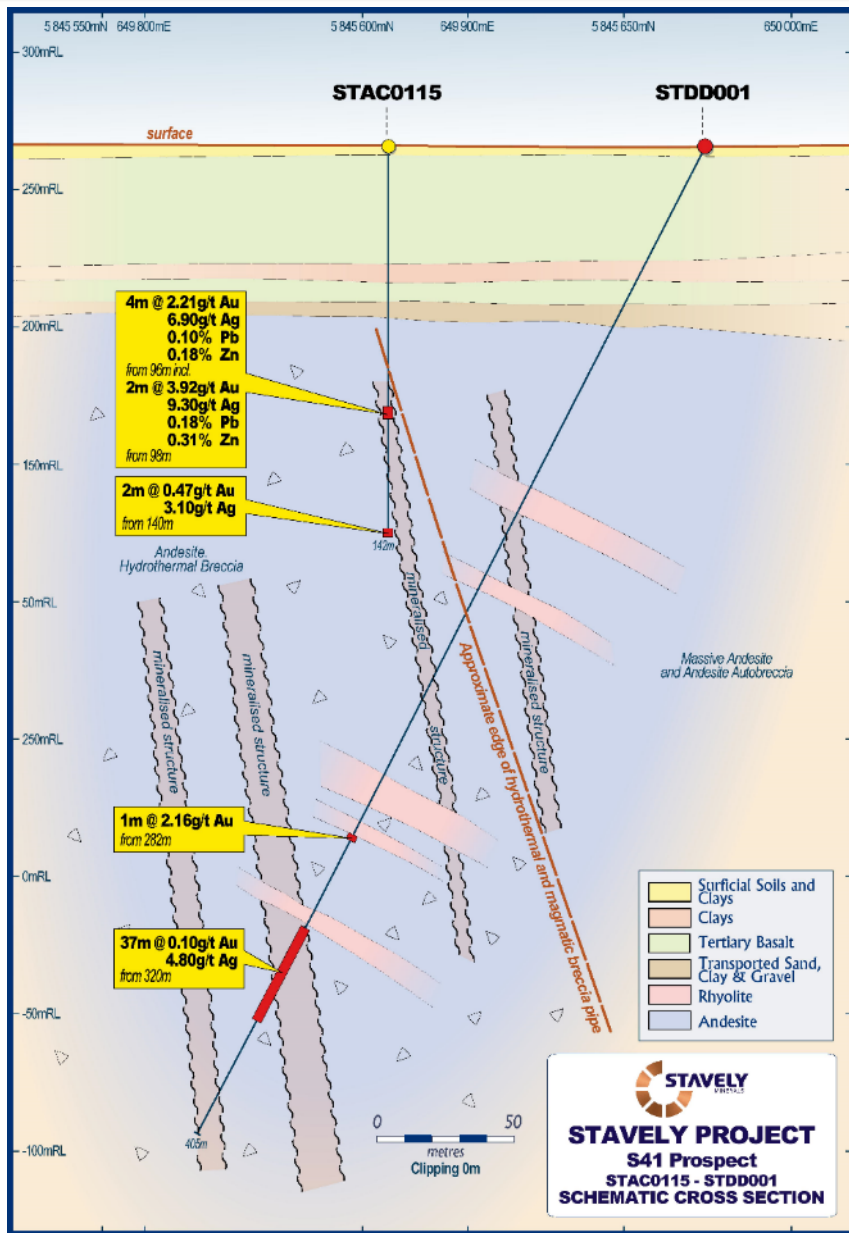 5 845 550mN 649 800mE 5 845 600mN 649 900mE 5 845 650mN 650 000mE
300mRL
STAC0115 STDD001
surface
250mRL
200mRL
4m @ 2.21g/t Au
6.90g/t Ag
0.10% Pb
0.18% Zn
from 96m incl.
2m @ 3.92g/t Au
9.30g/t Ag
0.18% Pb
0.31% Zn
from 98m
150mRL
2m @ 0.47g/t Au
3.10g/t Ag
from 140m
142m
Andesite.
Hydrothermal Breccia
50mRL
mineralised structure
mineralised structure
mineralised
structure
Approximate edge of hydrothermal and magmatic breccia pipe
mineralised structure
Massive Andesite
and Andesite Autobreccia
250mRL
1m @ 2.16g/t Au
from 282m
0mRL
37m @ 0.10g/t Au
4.80g/t Ag
from 320m
-50mRL
405m
-100mRL
Surficial Soils and
Clays
Clays
Tertiary Basalt
Transported Sand,
Clay & Gravel
Rhyolite
Andesite
0 50
metres
Clipping 0m
STAVELY
MINERALS
STAVELY PROJECT
S41 Prospect
STAC0115 - STDD001
SCHEMATIC CROSS SECTION